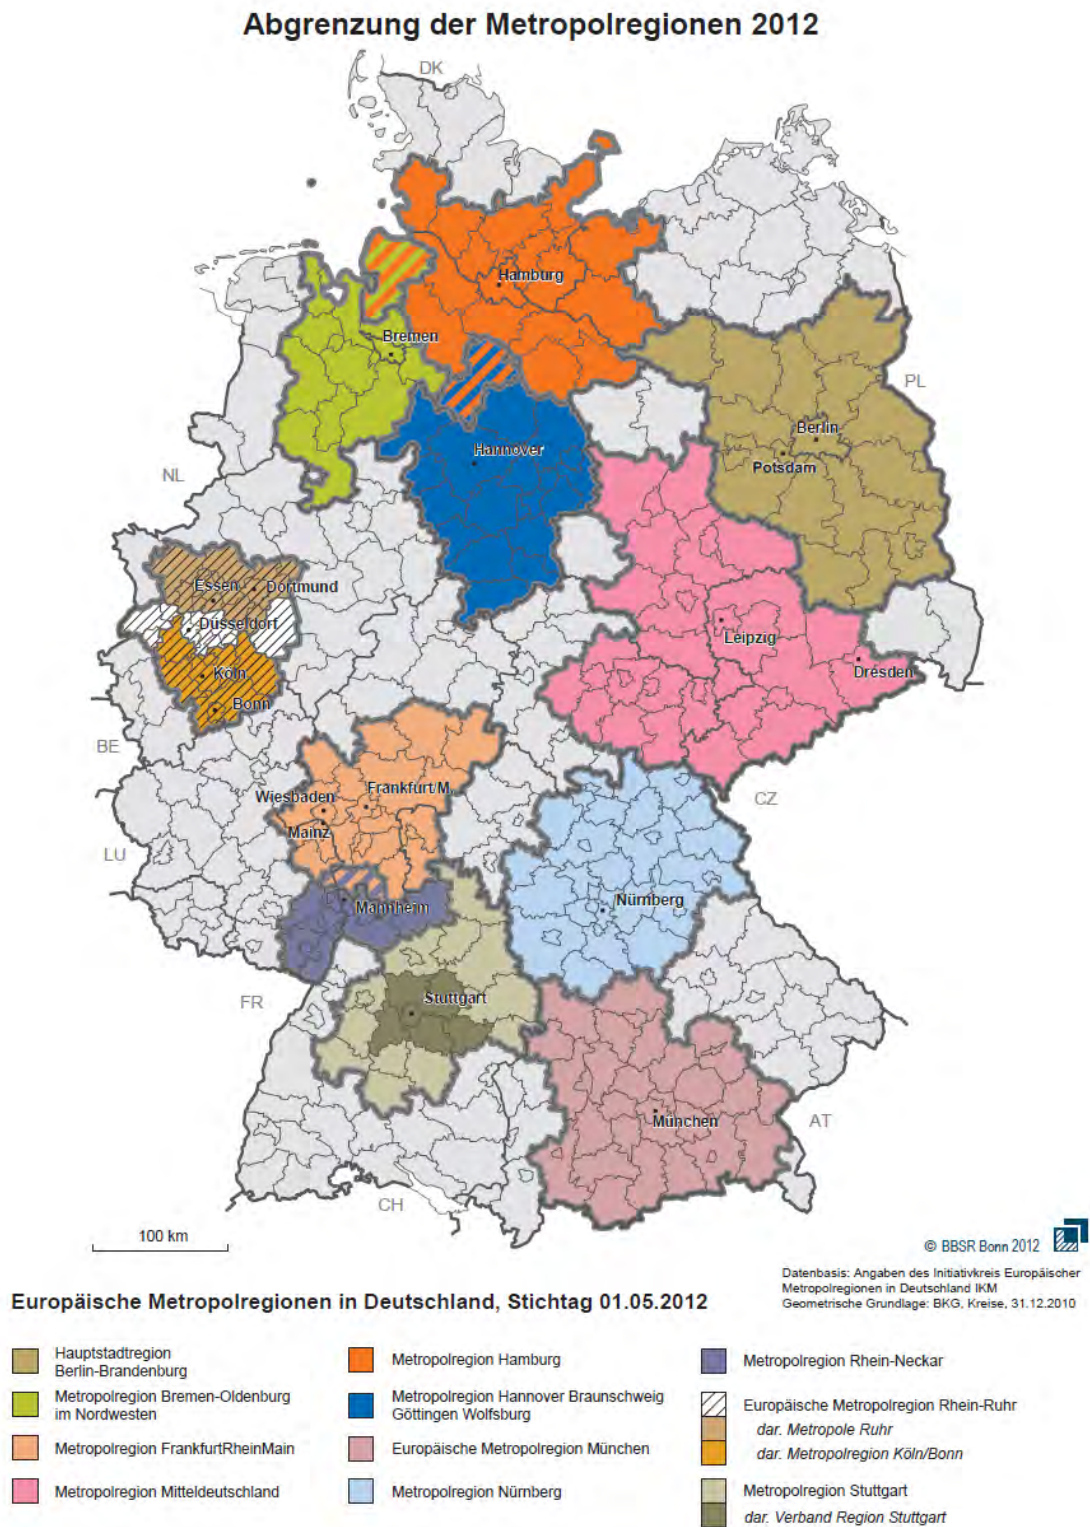 Abgrenzung der Metropolregionen 2012
DK
Hamburg
Bremen
PL
Berlin
Hannover
Potsdam
NL
Essen
Dortmund
Düsseldorf
Leipzig
Köln
Dresden
Bonn
BE
Wiesbaden
Frankfurt/M.
CZ
Mainz
LU
Nürnberg
Mannheim
FR
Stuttgart
München
AT
CH
100 km
© BBSR Bonn 2012
Datenbasis: Angaben des Initiativkreis Europäischer
Metropolregionen in Deutschland IKM
Geometrische Grundlage: BKG, Kreise, 31.12.2010
Europäische Metropolregionen in Deutschland, Stichtag 01.05.2012
Hauptstadtregion
Berlin-Brandenburg
Metropolregion Bremen-Oldenburg
im Nordwesten
Metropolregion FrankfurtRheinMain
Metropolregion Mitteldeutschland
Metropolregion Hamburg
Metropolregion Hannover Braunschweig
Göttingen Wolfsburg
Europäische Metropolregion München
Metropolregion Nürnberg
Metropolregion Rhein-Neckar
Europäische Metropolregion Rhein-Ruhr
dar. Metropole Ruhr
dar. Metropolregion Köln/Bonn
Metropolregion Stuttgart
dar. Verband Region Stuttgart